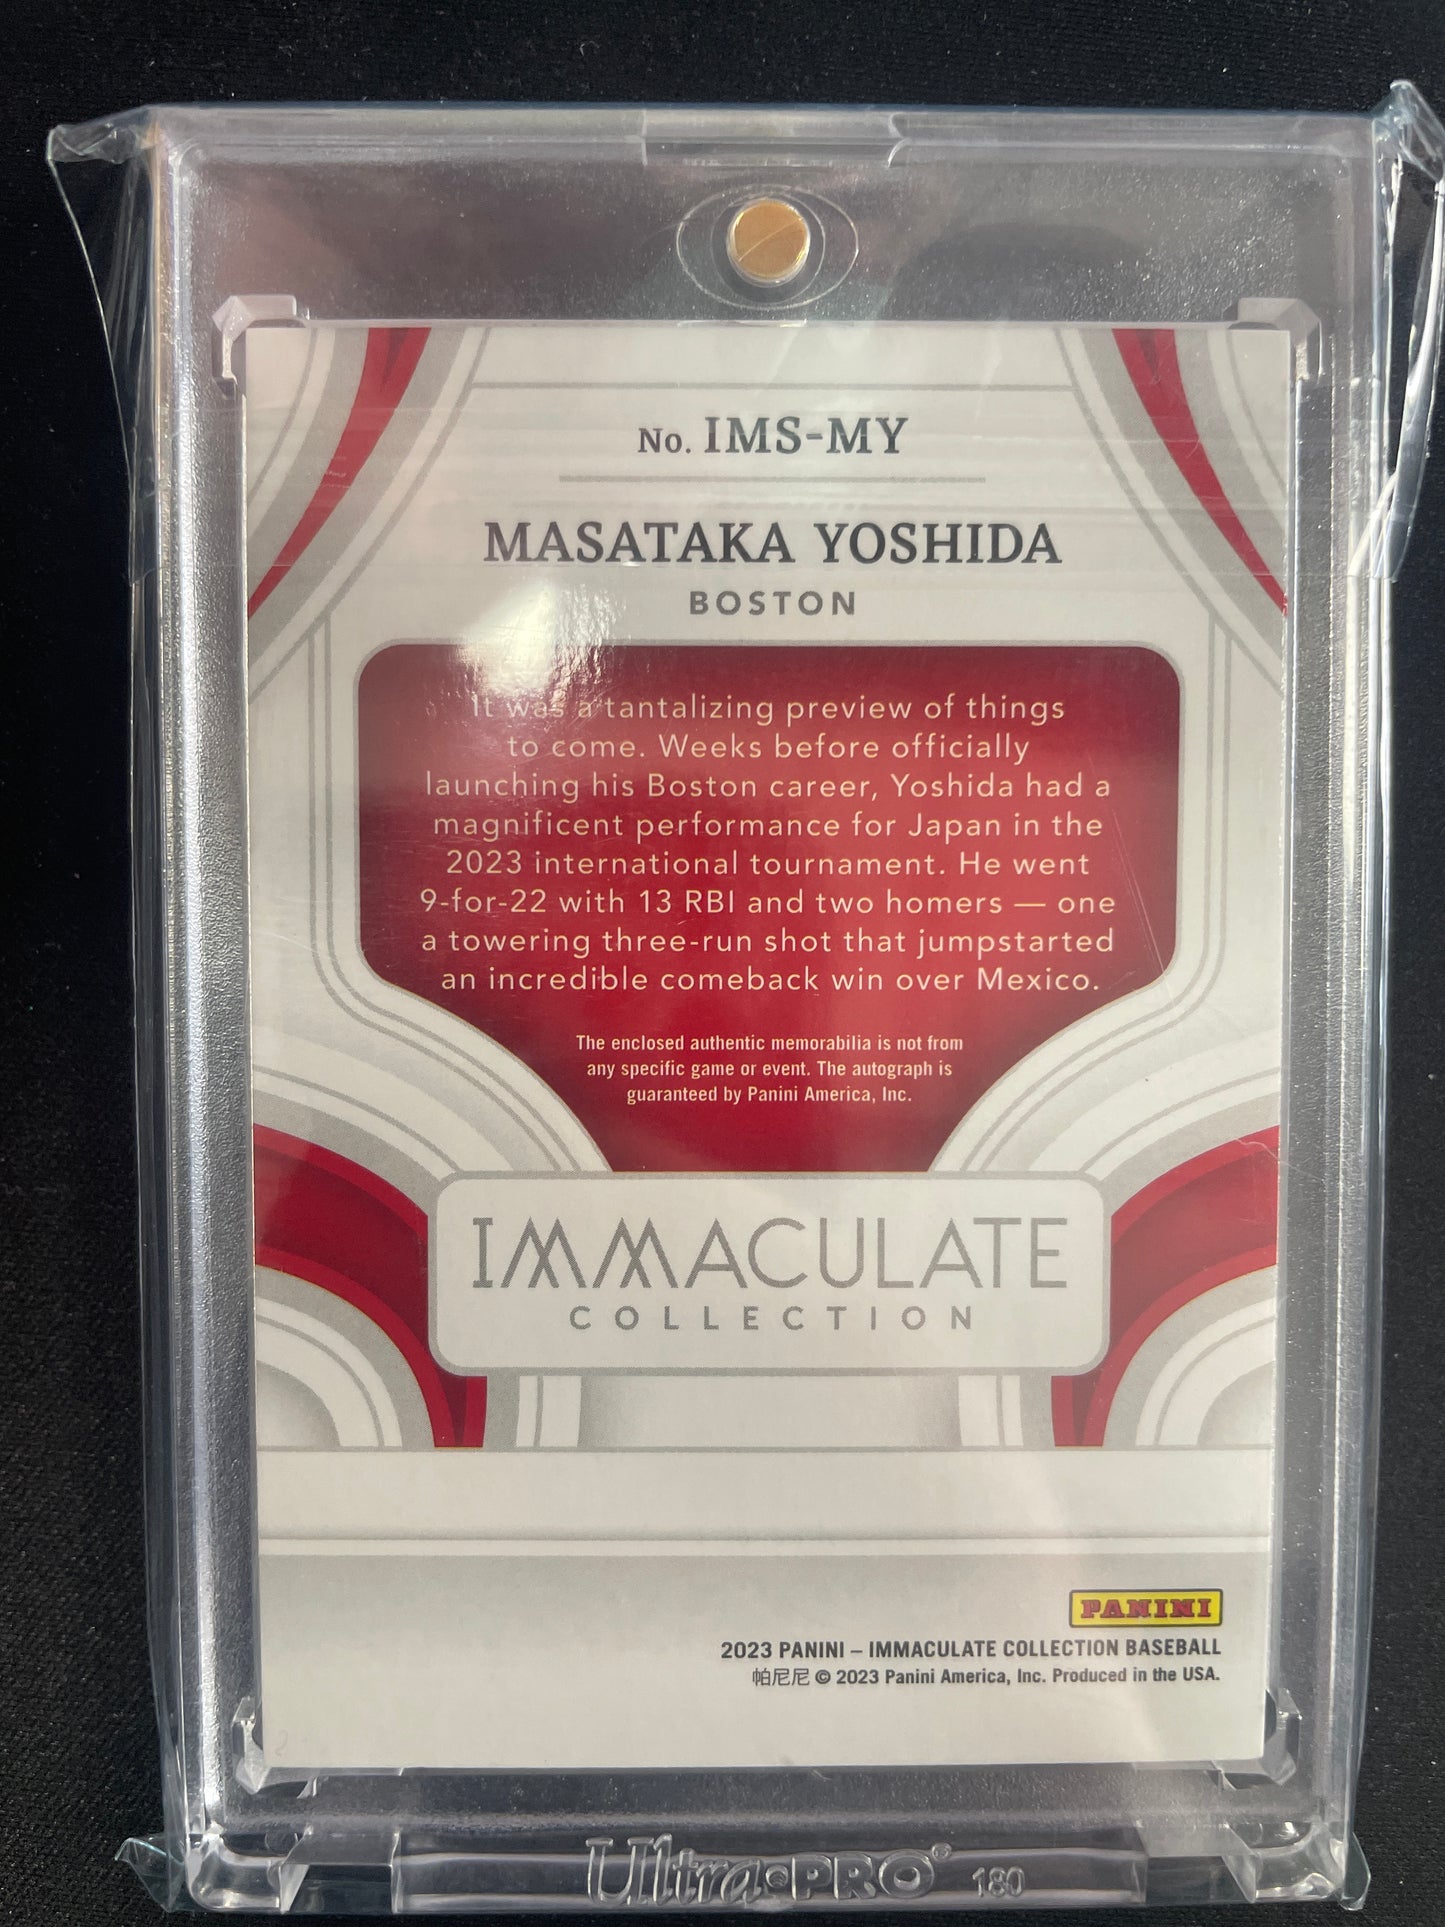 No. IMS-MY
MASATAKA YOSHIDA
BOSTON
It was a tantalizing preview of things
to come. Weeks before officially
launching his Boston career, Yoshida had a
magnificent performance for Japan in the
2023 international tournament. He went
9-for-22 with 13 RBI and two homers — one
a towering three-run shot that jumpstarted
an incredible comeback win over Mexico.
The enclosed authentic memorabilia is not from
any specific game or event. The autograph is
guaranteed by Panini America, Inc.
IMMACULATE
COLLECTION
PANINI
2023 PANINI – IMMACULATE COLLECTION BASEBALL
帕尼尼 © 2023 Panini America, Inc. Produced in the USA.
Ultra•PRO® 180